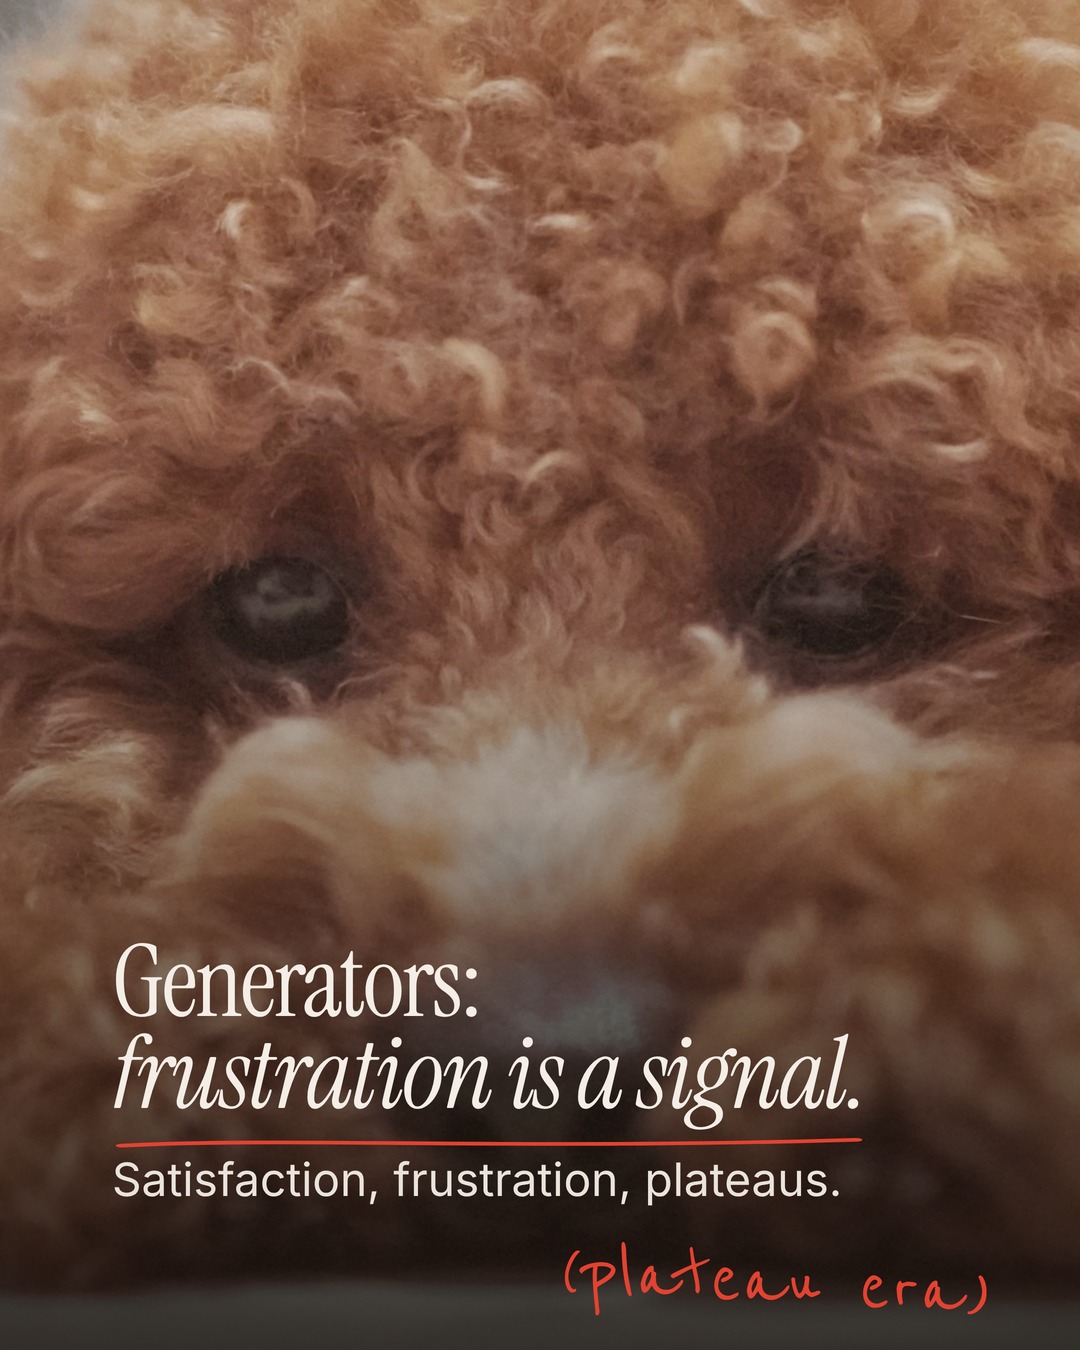 Generators:
frustration is a signal.
Satisfaction, frustration, plateaus.
(plateau era)